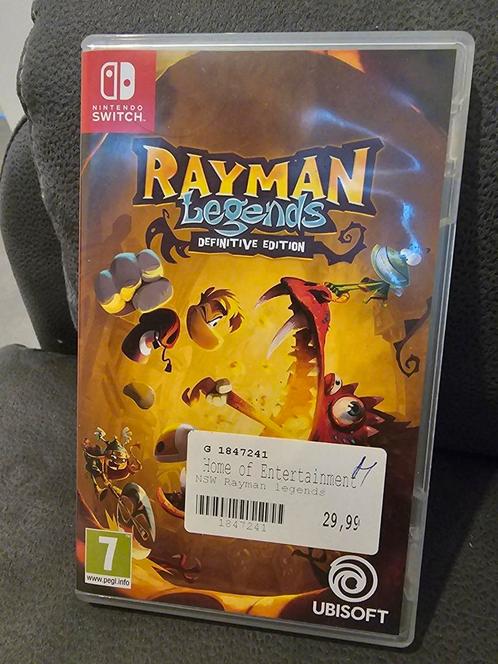 NINTENDO
SWITCH™
RAYMAN
Legends
DEFINITIVE EDITION
G 1847241
Home of Entertainment
NSW Rayman legends
1847241
29,99
7
www.pegi.info
UBISOFT